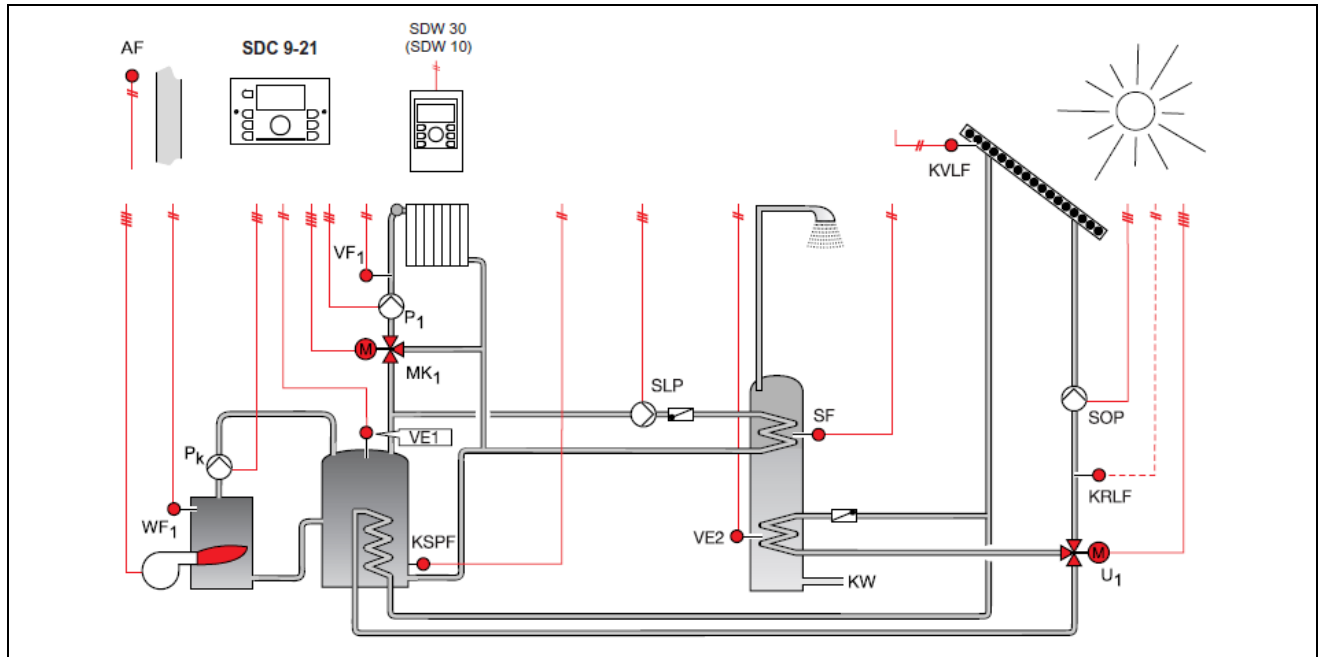 AF
SDC 9-21
SDW 30
(SDW 10)
KVLF
VF1
P1
M
MK1
SLP
SF
SOP
VE1
Pk
KRLF
WF1
KSPF
VE2
M
U1
KW